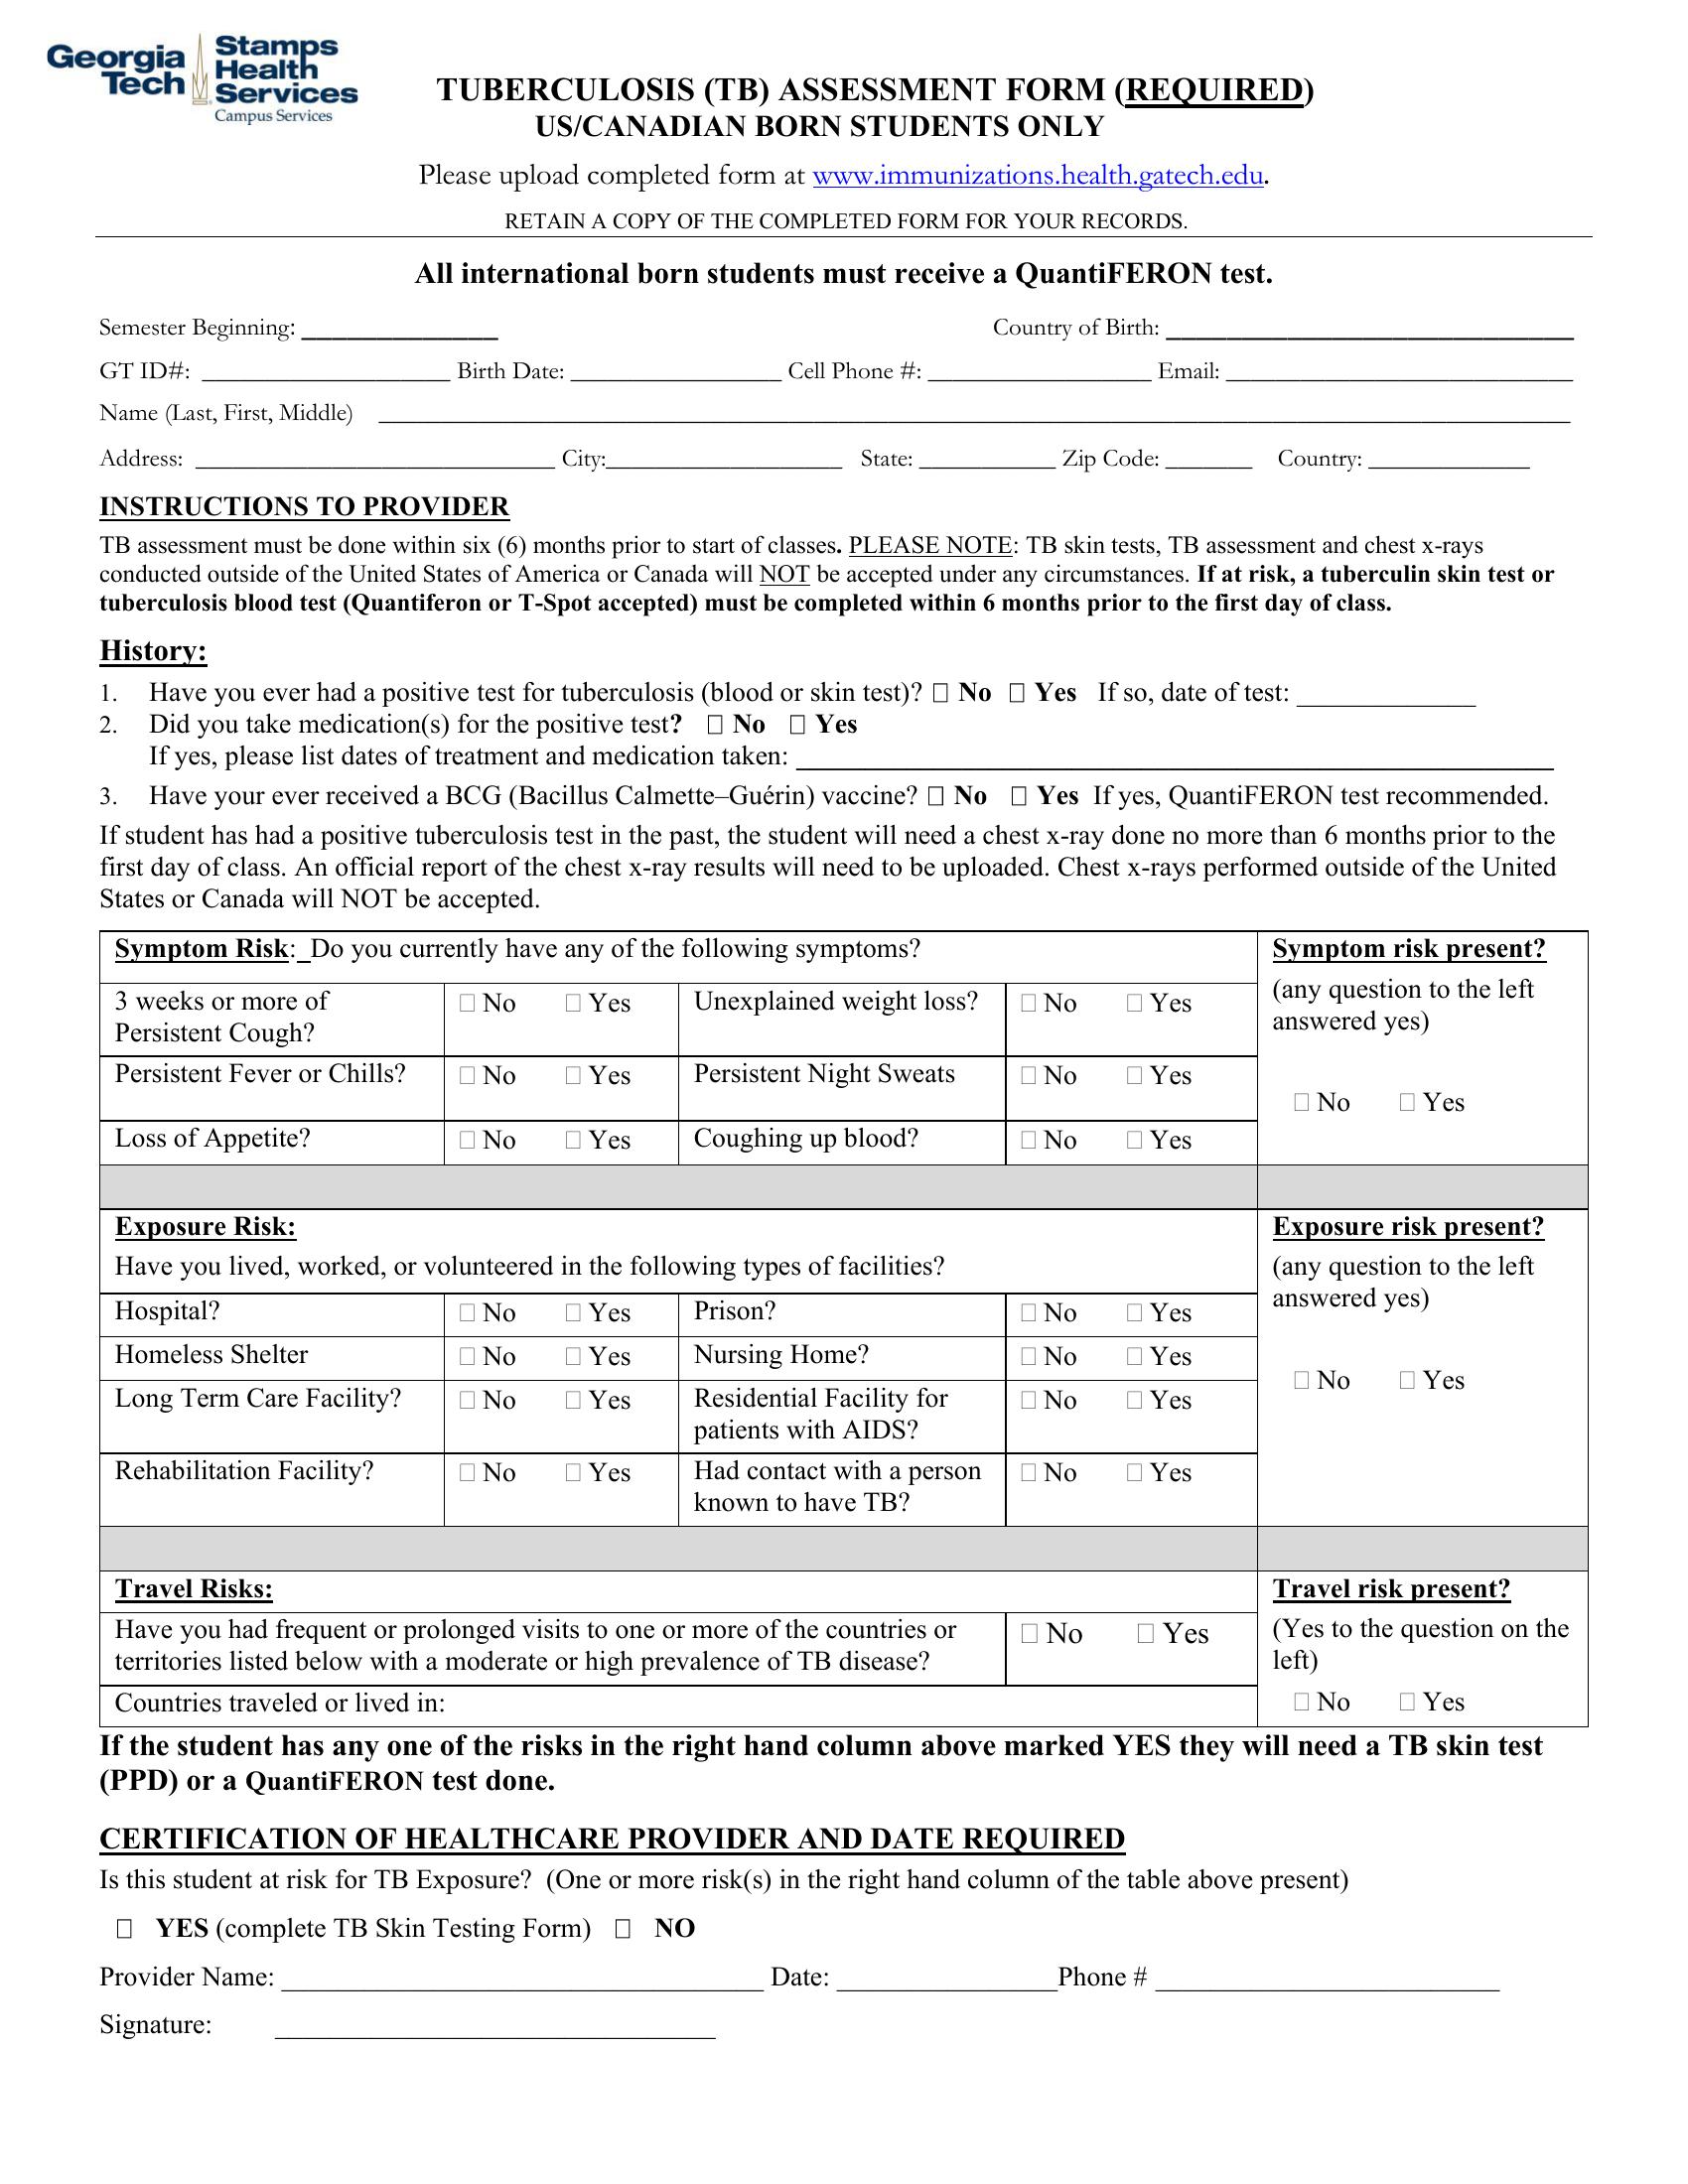 Georgia Tech
Stamps Health Services
Campus Services
TUBERCULOSIS (TB) ASSESSMENT FORM (REQUIRED)
US/CANADIAN BORN STUDENTS ONLY
Please upload completed form at www.immunizations.health.gatech.edu.
RETAIN A COPY OF THE COMPLETED FORM FOR YOUR RECORDS.
All international born students must receive a QuantiFERON test.
Semester Beginning: ______________ Country of Birth: ______________
GT ID#: ______________ Birth Date: ______________ Cell Phone #: ______________ Email: ______________
Name (Last, First, Middle) ______________
Address: ______________ City:______________ State: ______________ Zip Code: _______ Country: ______________
INSTRUCTIONS TO PROVIDER
TB assessment must be done within six (6) months prior to start of classes. PLEASE NOTE: TB skin tests, TB assessment and chest x-rays
conducted outside of the United States of America or Canada will NOT be accepted under any circumstances. If at risk, a tuberculin skin test or
tuberculosis blood test (Quantiferon or T-Spot accepted) must be completed within 6 months prior to the first day of class.
History:
1. Have you ever had a positive test for tuberculosis (blood or skin test)? □ No □ Yes If so, date of test: ______________
2. Did you take medication(s) for the positive test? □ No □ Yes
If yes, please list dates of treatment and medication taken: ______________
3. Have your ever received a BCG (Bacillus Calmette–Guérin) vaccine? □ No □ Yes If yes, QuantiFERON test recommended.
If student has had a positive tuberculosis test in the past, the student will need a chest x-ray done no more than 6 months prior to the
first day of class. An official report of the chest x-ray results will need to be uploaded. Chest x-rays performed outside of the United
States or Canada will NOT be accepted.
Symptom Risk: Do you currently have any of the following symptoms?
Symptom risk present?
(any question to the left
answered yes)
□ No □ Yes
3 weeks or more of
Persistent Cough?
□ No □ Yes
Unexplained weight loss?
□ No □ Yes
Persistent Fever or Chills?
□ No □ Yes
Persistent Night Sweats
□ No □ Yes
Loss of Appetite?
□ No □ Yes
Coughing up blood?
□ No □ Yes
Exposure Risk:
Have you lived, worked, or volunteered in the following types of facilities?
Exposure risk present?
(any question to the left
answered yes)
□ No □ Yes
Hospital?
□ No □ Yes
Prison?
□ No □ Yes
Homeless Shelter
□ No □ Yes
Nursing Home?
□ No □ Yes
Long Term Care Facility?
□ No □ Yes
Residential Facility for
patients with AIDS?
□ No □ Yes
Rehabilitation Facility?
□ No □ Yes
Had contact with a person
known to have TB?
□ No □ Yes
Travel Risks:
Travel risk present?
(Yes to the question on the
left)
□ No □ Yes
Have you had frequent or prolonged visits to one or more of the countries or
territories listed below with a moderate or high prevalence of TB disease?
□ No □ Yes
Countries traveled or lived in:
If the student has any one of the risks in the right hand column above marked YES they will need a TB skin test
(PPD) or a QuantiFERON test done.
CERTIFICATION OF HEALTHCARE PROVIDER AND DATE REQUIRED
Is this student at risk for TB Exposure? (One or more risk(s) in the right hand column of the table above present)
□ YES (complete TB Skin Testing Form) □ NO
Provider Name: ______________ Date: ______________Phone # ______________
Signature: ______________